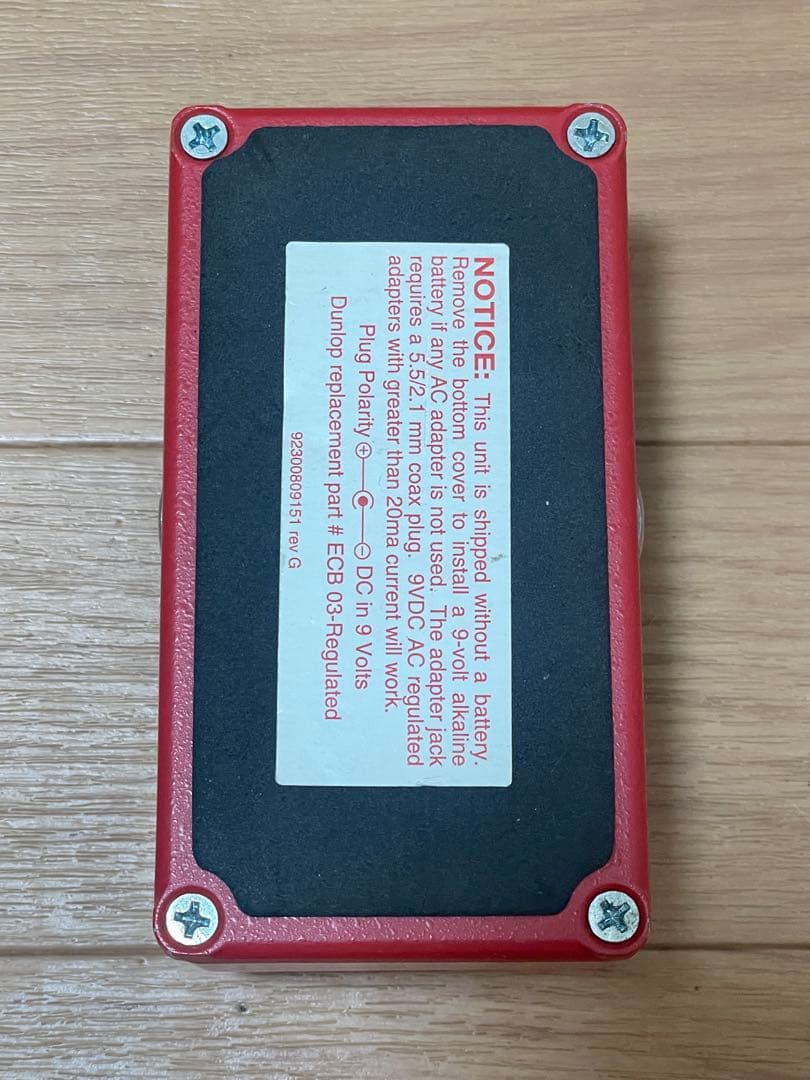 NOTICE: This unit is shipped without a battery.
Remove the bottom cover to install a 9-volt alkaline
battery if any AC adapter is not used. The adapter jack
requires a 5.5/2.1 mm coax plug. 9VDC AC regulated
adapters with greater than 20ma current will work.
Plug Polarity + - DC in 9 Volts
Dunlop replacement part # ECB 03-Regulated
92300809151 rev G